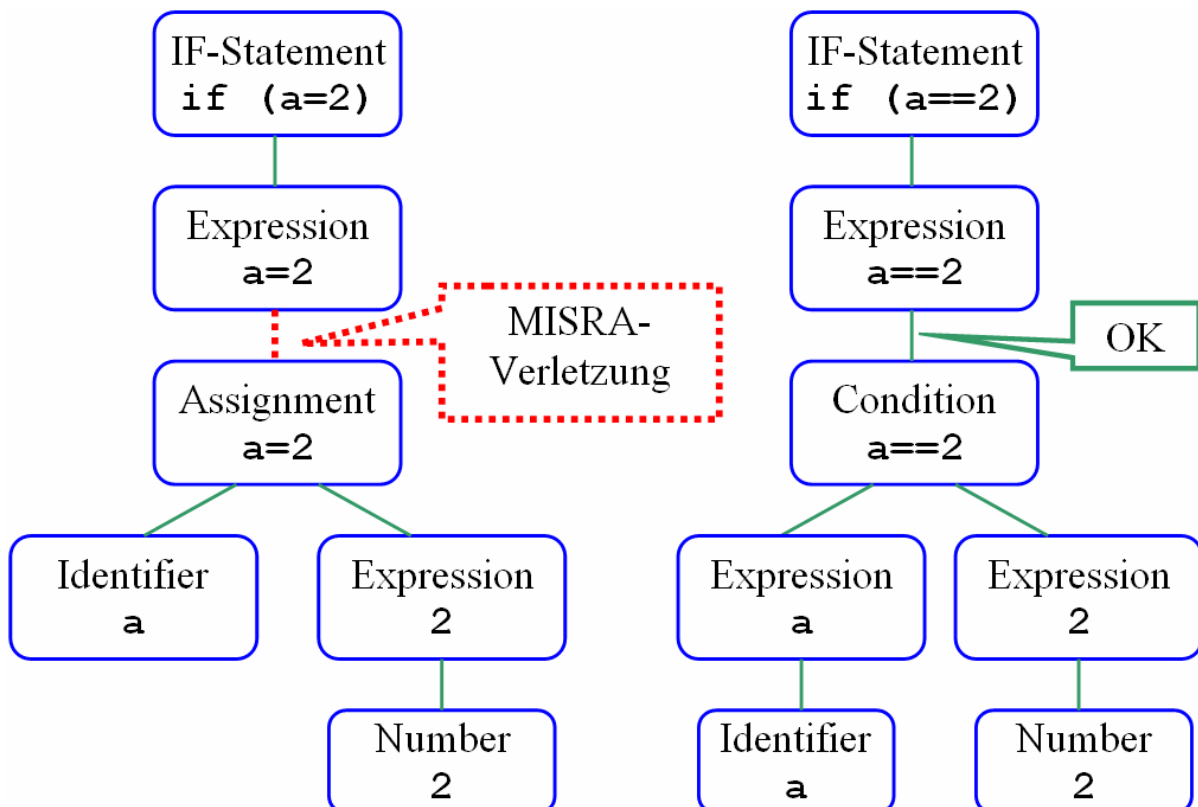 IF-Statement
if (a=2)
Expression
a=2
MISRA-
Verletzung
Assignment
a=2
Identifier
a
Expression
2
Number
2
IF-Statement
if (a==2)
Expression
a==2
OK
Condition
a==2
Expression
a
Identifier
a
Expression
2
Number
2